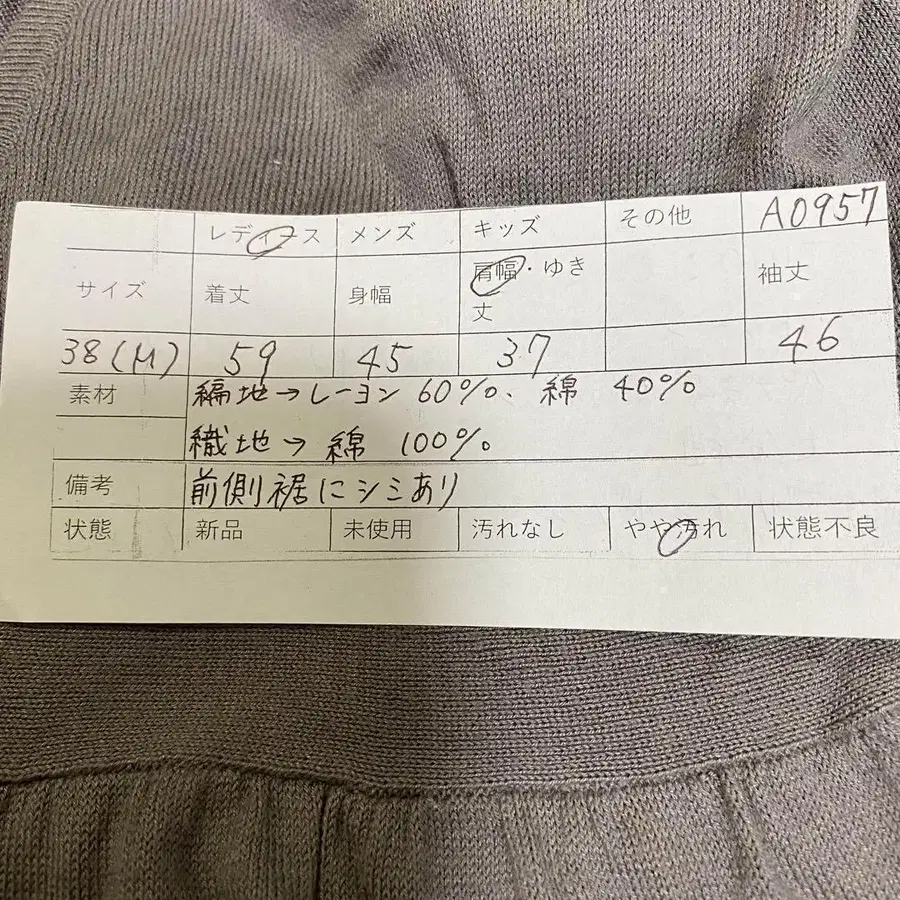 レディース メンズ キッズ その他 A0957
サイズ 着丈 身幅 肩幅・ゆき丈 袖丈
38(M) 59 45 37 46
素材 編地→レーヨン 60%、綿 40%
織地→綿 100%
備考 前側裾にシミあり
状態 新品 未使用 汚れなし やや汚れ 状態不良